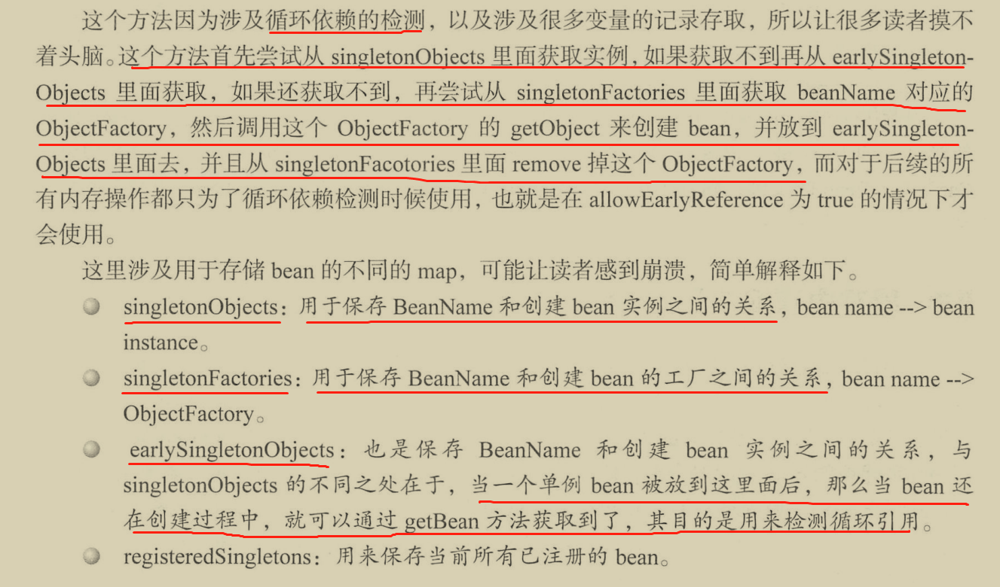 这个方法因为涉及循环依赖的检测，以及涉及很多变量的记录存取，所以让很多读者摸不
着头脑。这个方法首先尝试从 singletonObjects 里面获取实例，如果获取不到再从 earlySingleton-
Objects 里面获取，如果还获取不到，再尝试从 singletonFactories 里面获取 beanName 对应的
ObjectFactory，然后调用这个 ObjectFactory 的 getObject 来创建 bean，并放到 earlySingleton-
Objects 里面去，并且从 singletonFacotories 里面 remove 掉这个 ObjectFactory，而对于后续的所
有内存操作都只为了循环依赖检测时候使用，也就是在 allowEarlyReference 为 true 的情况下才
会使用。
这里涉及用于存储 bean 的不同的 map，可能让读者感到崩溃，简单解释如下。
singletonObjects：用于保存 BeanName 和创建 bean 实例之间的关系，bean name --> bean
instance。
singletonFactories：用于保存 BeanName 和创建 bean 的工厂之间的关系，bean name -->
ObjectFactory。
earlySingletonObjects：也是保存 BeanName 和创建 bean 实例之间的关系，与
singletonObjects 的不同之处在于，当一个单例 bean 被放到这里面后，那么当 bean 还
在创建过程中，就可以通过 getBean 方法获取到了，其目的是用来检测循环引用。
registeredSingletons：用来保存当前所有已注册的 bean。